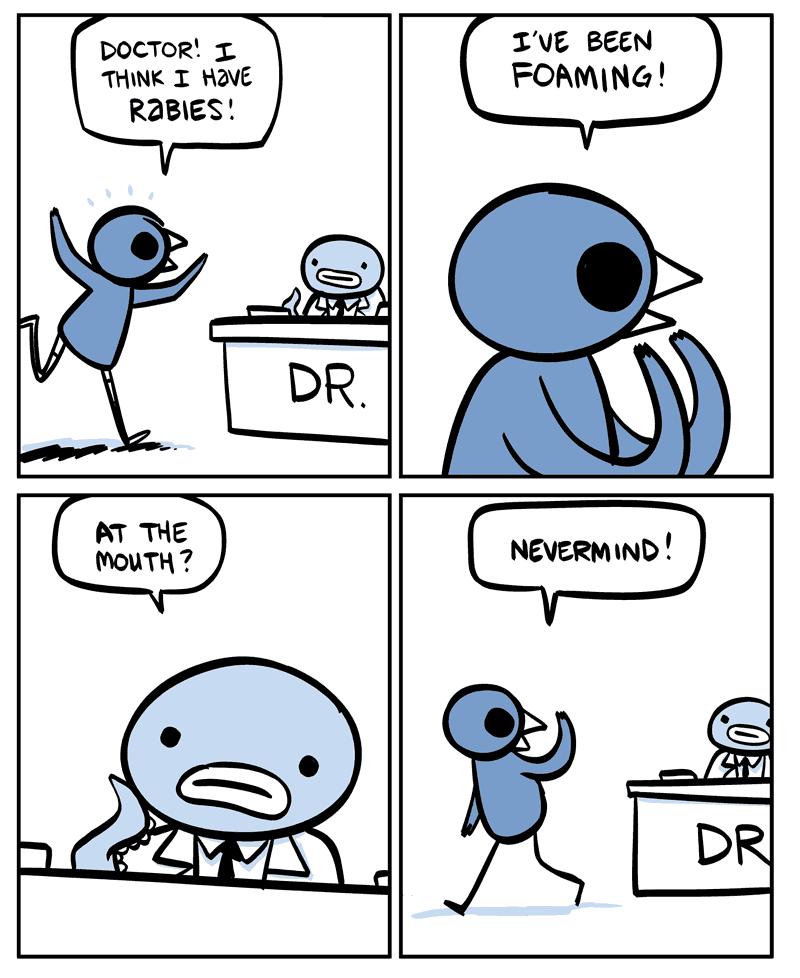 DOCTOR! I
THINK I HAVE
RABIES!
DR.
I'VE BEEN
FOAMING!
AT THE
MOUTH?
NEVERMIND!
DR